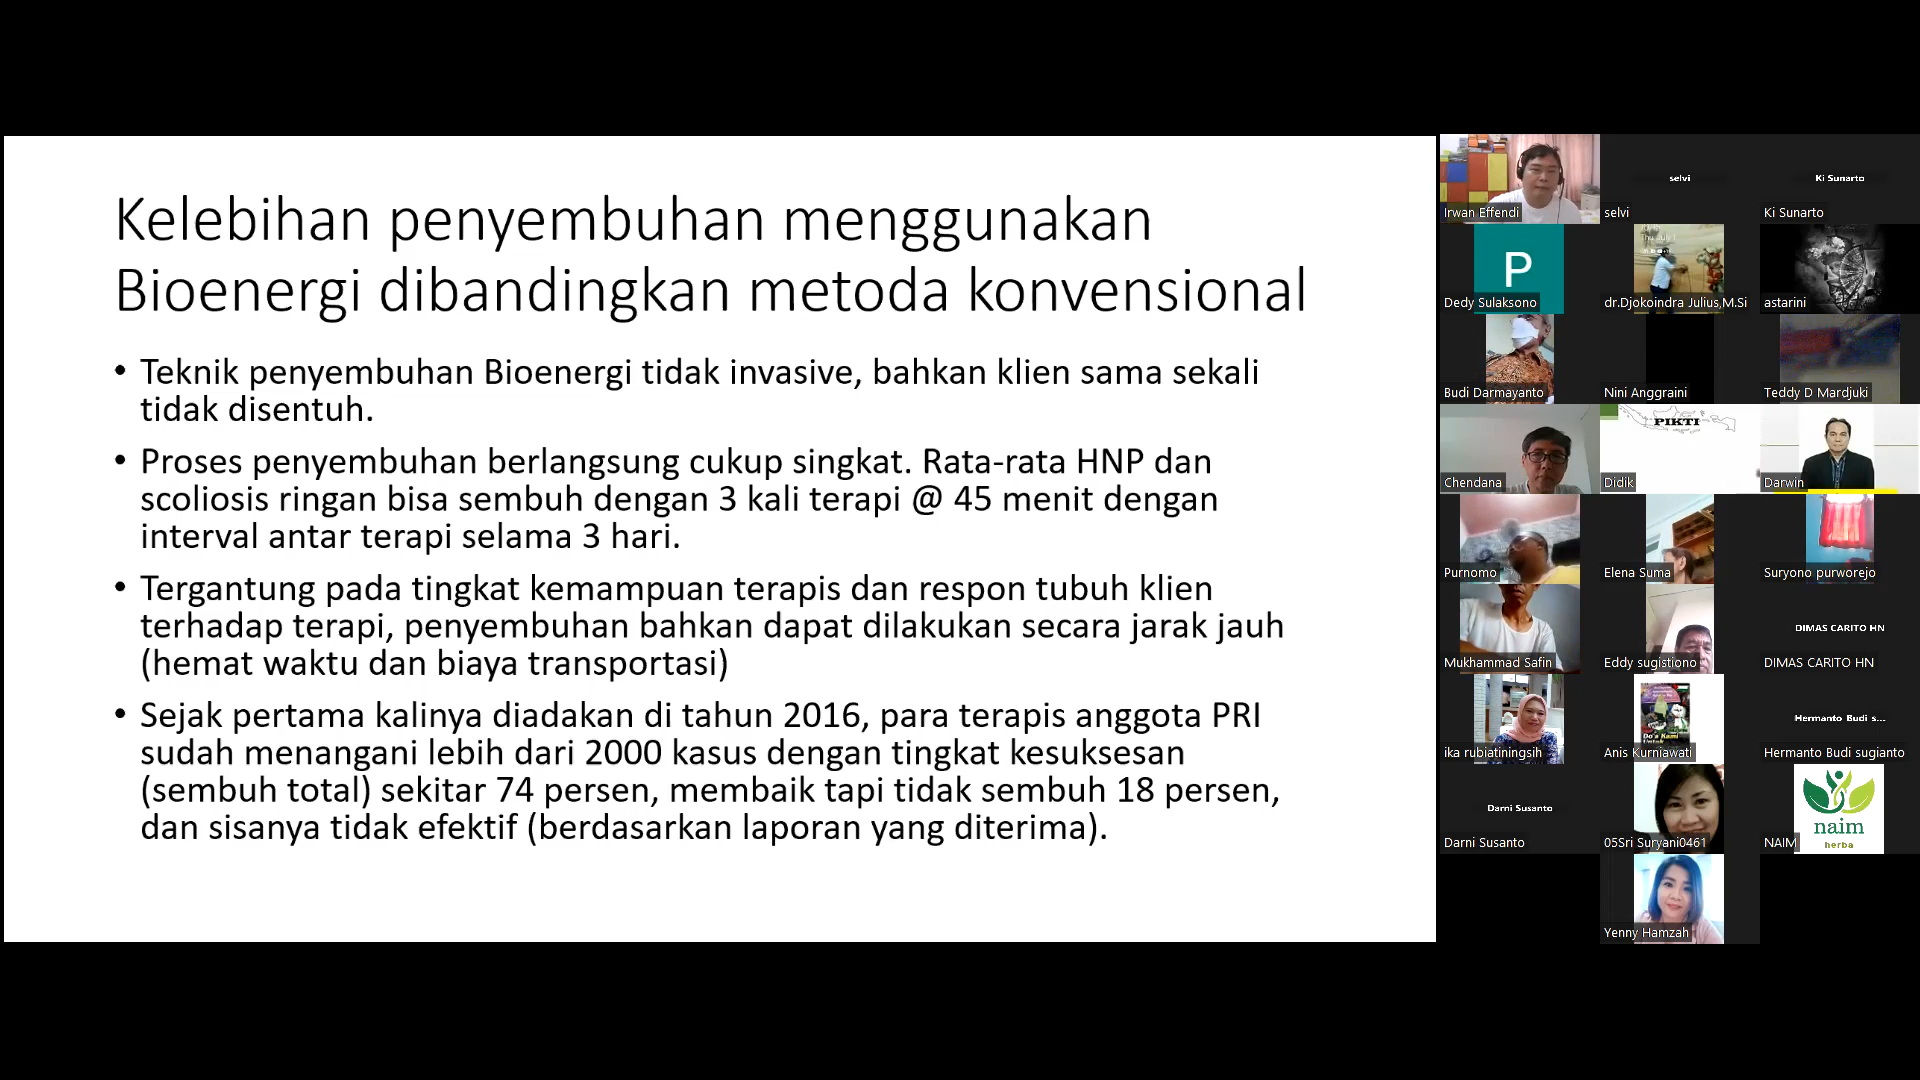 Kelebihan penyembuhan menggunakan
Bioenergi dibandingkan metoda konvensional
• Teknik penyembuhan Bioenergi tidak invasive, bahkan klien sama sekali
tidak disentuh.
• Proses penyembuhan berlangsung cukup singkat. Rata-rata HNP dan
scoliosis ringan bisa sembuh dengan 3 kali terapi @ 45 menit dengan
interval antar terapi selama 3 hari.
• Tergantung pada tingkat kemampuan terapis dan respon tubuh klien
terhadap terapi, penyembuhan bahkan dapat dilakukan secara jarak jauh
(hemat waktu dan biaya transportasi)
• Sejak pertama kalinya diadakan di tahun 2016, para terapis anggota PRI
sudah menangani lebih dari 2000 kasus dengan tingkat kesuksesan
(sembuh total) sekitar 74 persen, membaik tapi tidak sembuh 18 persen,
dan sisanya tidak efektif (berdasarkan laporan yang diterima).
Irwan Effendi
selvi
selvi
Ki Sunarto
Ki Sunarto
P
Dedy Sulaksono
dr.Djokoindra Julius,M.Si
astarini
Budi Darmayanto
Nini Anggraini
Teddy D Mardjuki
Chendana
PIKTI
Didik
Darwin
Purnomo
Elena Suma
Suryono purworejo
Mukhammad Safin
Eddy sugistiono
DIMAS CARITO HN
DIMAS CARITO HN
ika rubiatiningsih
Do'a Kami
Anis Kurniawati
Hermanto Budi s...
Hermanto Budi sugianto
Darni Susanto
Darni Susanto
05Sri Suryani0461
naim
herba
NAIM
Yenny Hamzah